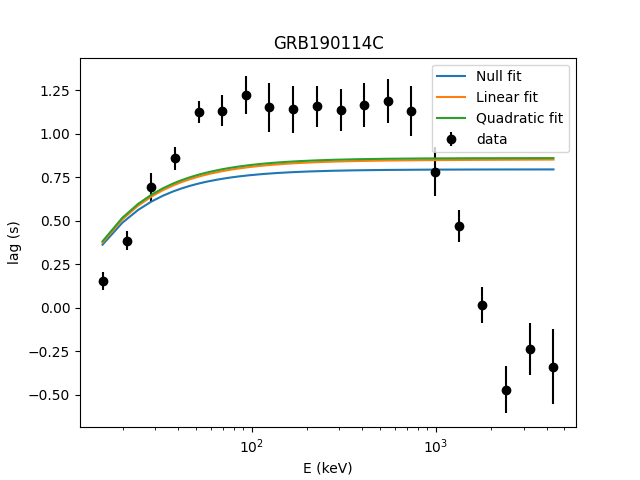 GRB190114C
Null fit
Linear fit
Quadratic fit
data
lag (s)
1.25
1.00
0.75
0.50
0.25
0.00
−0.25
−0.50
10²
10³
E (keV)